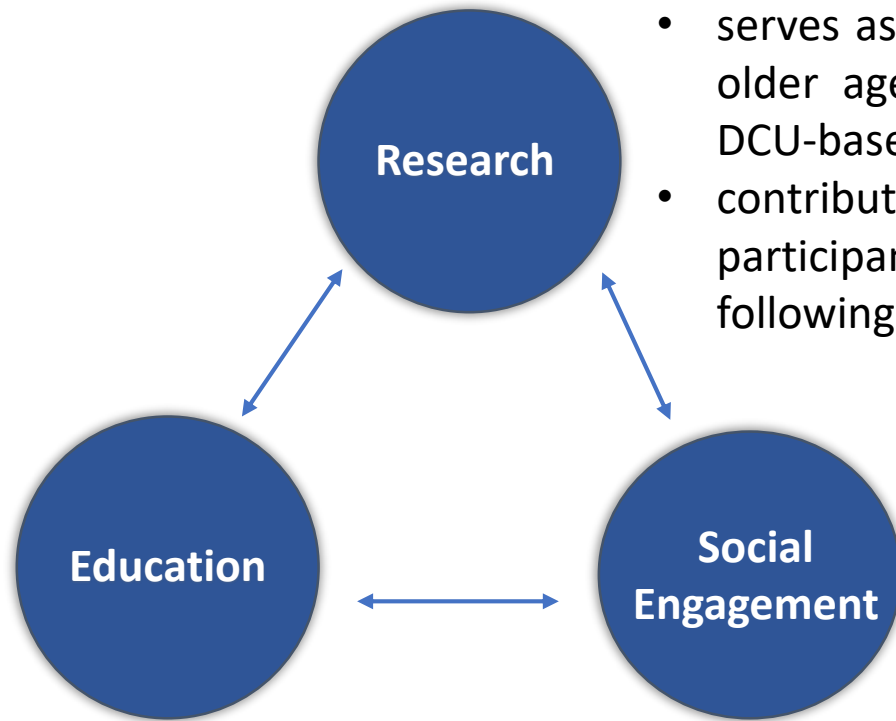 • serves as
older age
DCU-base
• contribut
participar
following
Research
Education
Social
Engagement